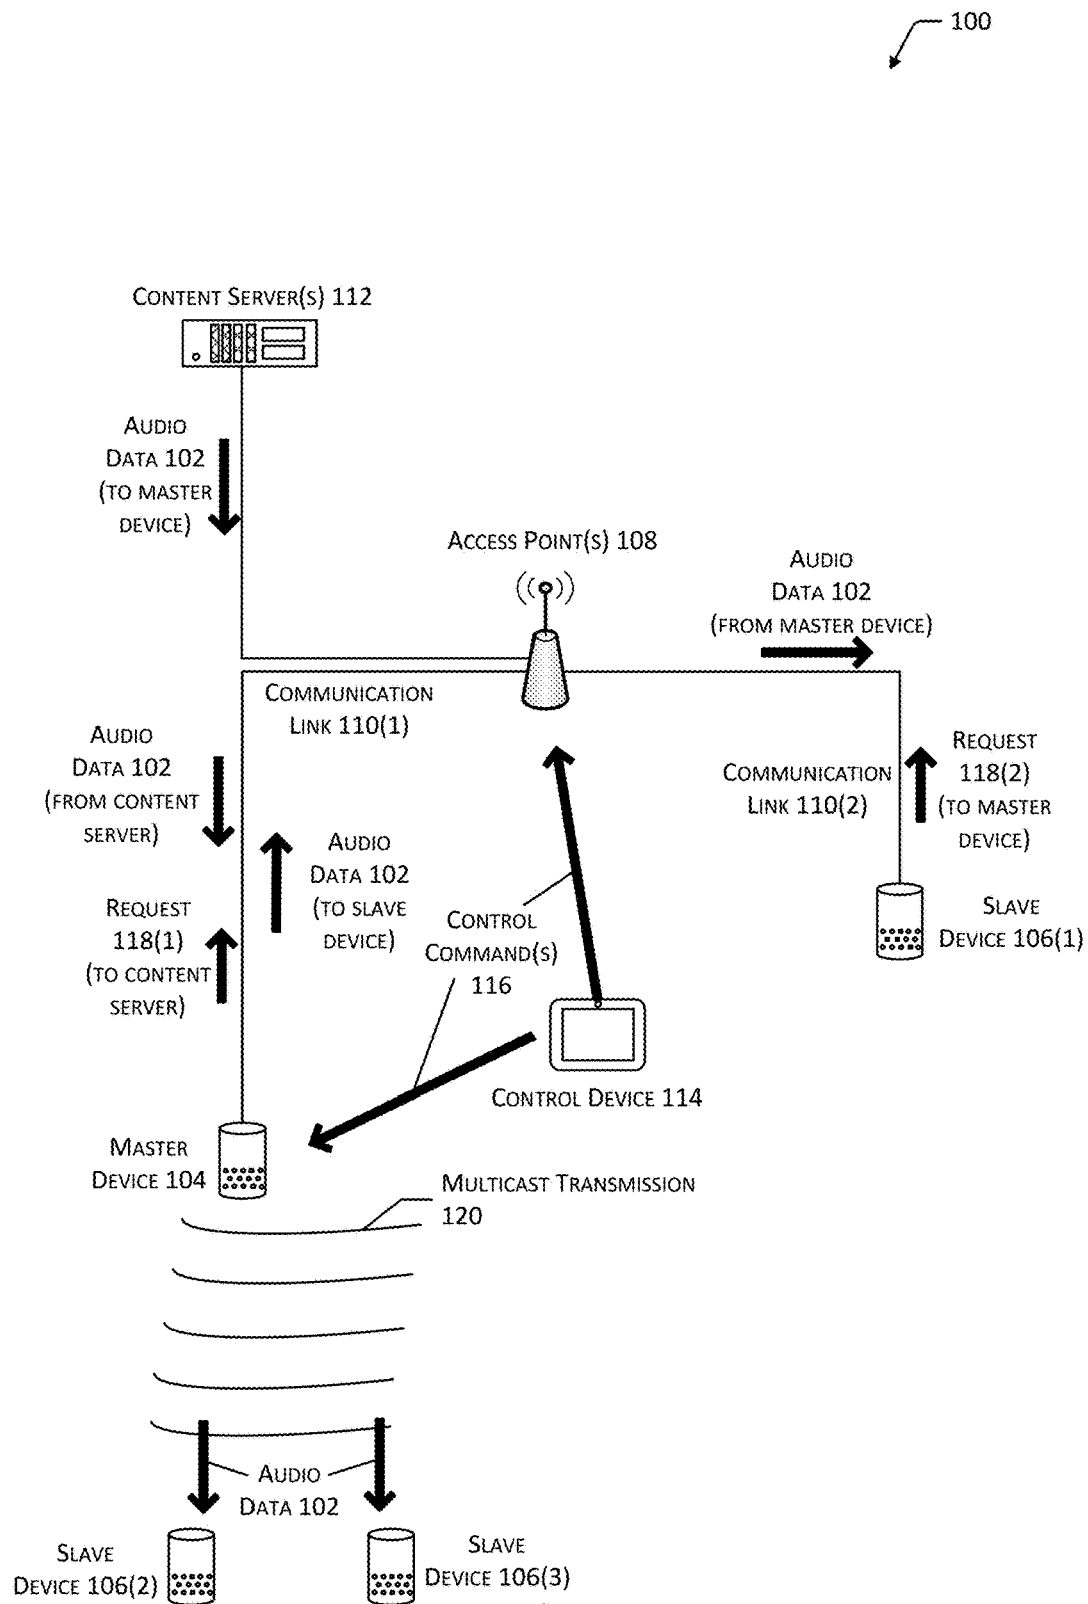 100
CONTENT SERVER(S) 112
AUDIO
DATA 102
(TO MASTER
DEVICE)
ACCESS POINT(S) 108
AUDIO
DATA 102
(FROM MASTER DEVICE)
COMMUNICATION
LINK 110(1)
AUDIO
DATA 102
(FROM CONTENT
SERVER)
COMMUNICATION
LINK 110(2)
REQUEST
118(2)
(TO MASTER
DEVICE)
AUDIO
DATA 102
(TO SLAVE
DEVICE)
REQUEST
118(1)
(TO CONTENT
SERVER)
CONTROL
COMMAND(S)
116
SLAVE
DEVICE 106(1)
CONTROL DEVICE 114
MASTER
DEVICE 104
MULTICAST TRANSMISSION
120
AUDIO
DATA 102
SLAVE
DEVICE 106(2)
SLAVE
DEVICE 106(3)